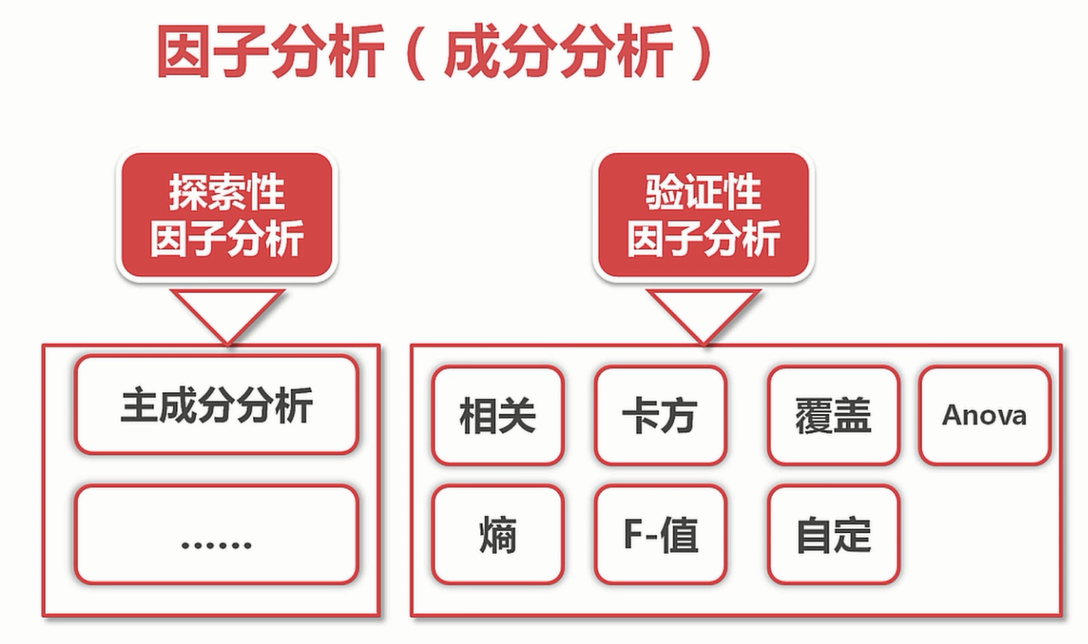 因子分析（成分分析）
探索性
因子分析
验证性
因子分析
主成分分析
......
相关
卡方
覆盖
Anova
熵
F-值
自定